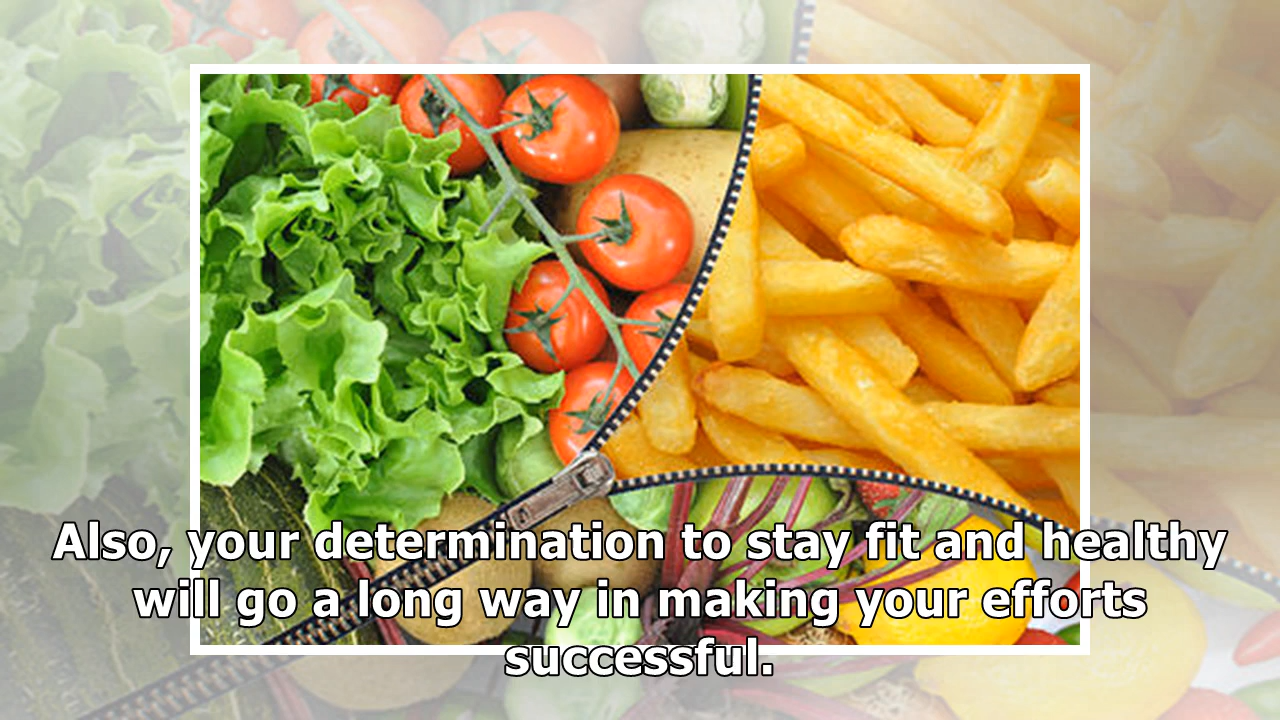 Also, your determination to stay fit and healthy
will go a long way in making your efforts
successful.